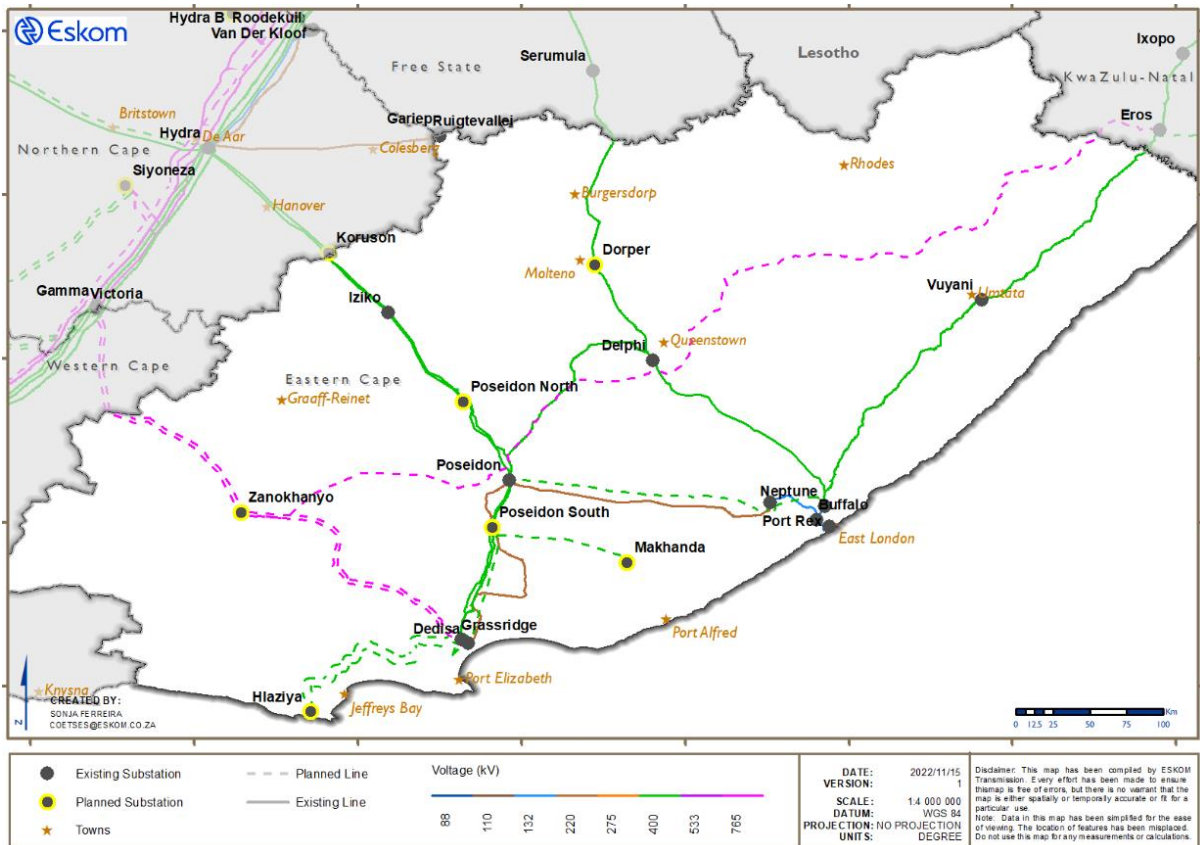 Eskom
Hydra B Roodekuil
Van Der Kloof
Free State
Serumula
Lesotho
Ixopo
KwaZulu-Natal
Eros
Britstown
Hydra
De Aar
Gariep
Ruigtevallei
Colesberg
Northern Cape
Siyoneza
Hanover
Rhodes
Burgersdorp
Koruson
Dorper
Molteno
Gamma
Victoria
Iziko
Vuyani
Umtata
Delphi
Queenstown
Western Cape
Eastern Cape
Graaff-Reinet
Poseidon North
Poseidon
Zanokhanyo
Neptune
Buffalo
Port Rex
East London
Poseidon South
Makhanda
Dedisa
Grassridge
Port Alfred
Port Elizabeth
Hlaziya
Jeffreys Bay
Knysna
N
CREATED BY:
SONJA FERREIRA
COETSES@ESKOM.CO.ZA
Km
0 12.5 25 50 75 100
Existing Substation
Planned Substation
Towns
Planned Line
Existing Line
Voltage (kV)
88 110 132 220 275 400 533 765
DATE: 2022/11/15
VERSION: 1
SCALE: 1:4 000 000
DATUM: WGS 84
PROJECTION: NO PROJECTION
UNITS: DEGREE
Disclaimer: This map has been compiled by ESKOM
Transmission. Every effort has been made to ensure
thismap is free of errors, but there is no warrant that the
map is either spatially or temporally accurate or fit for a
particular use.
Note: Data in this map has been simplified for the ease
of viewing. The location of features has been misplaced.
Do not use this map for any measurements or calculations.